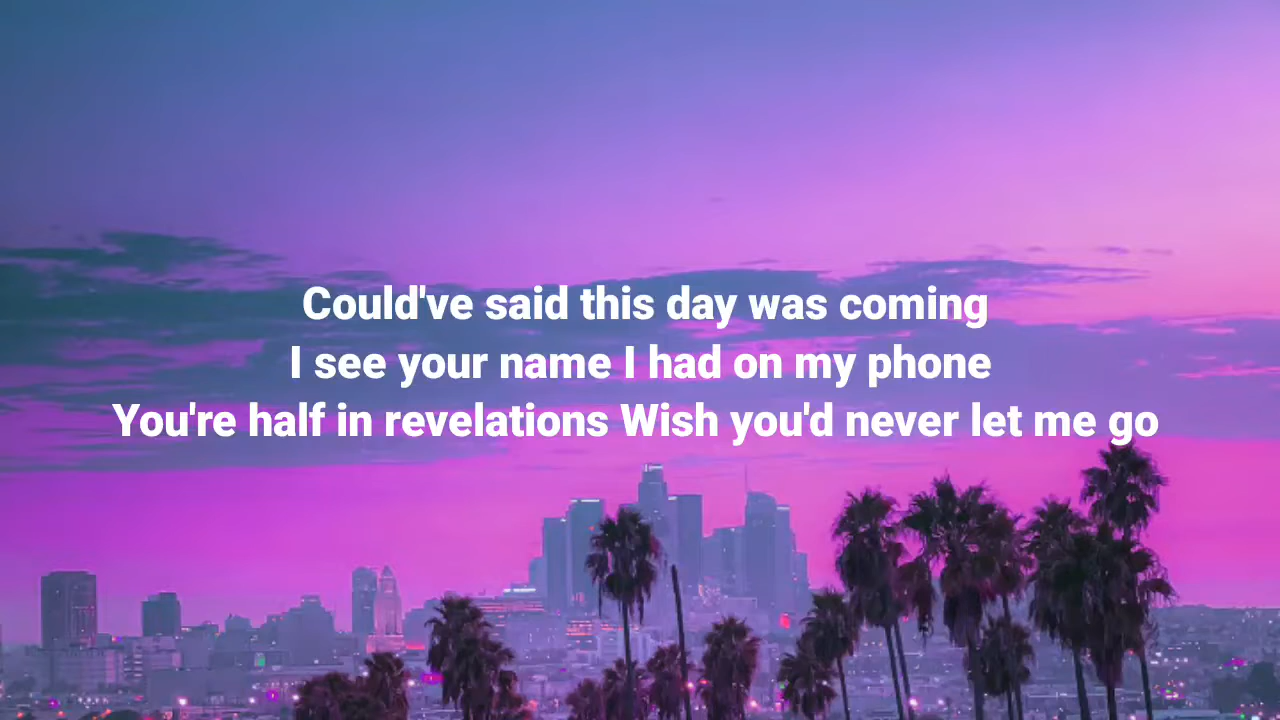 Could've said this day was coming
I see your name I had on my phone
You're half in revelations Wish you'd never let me go